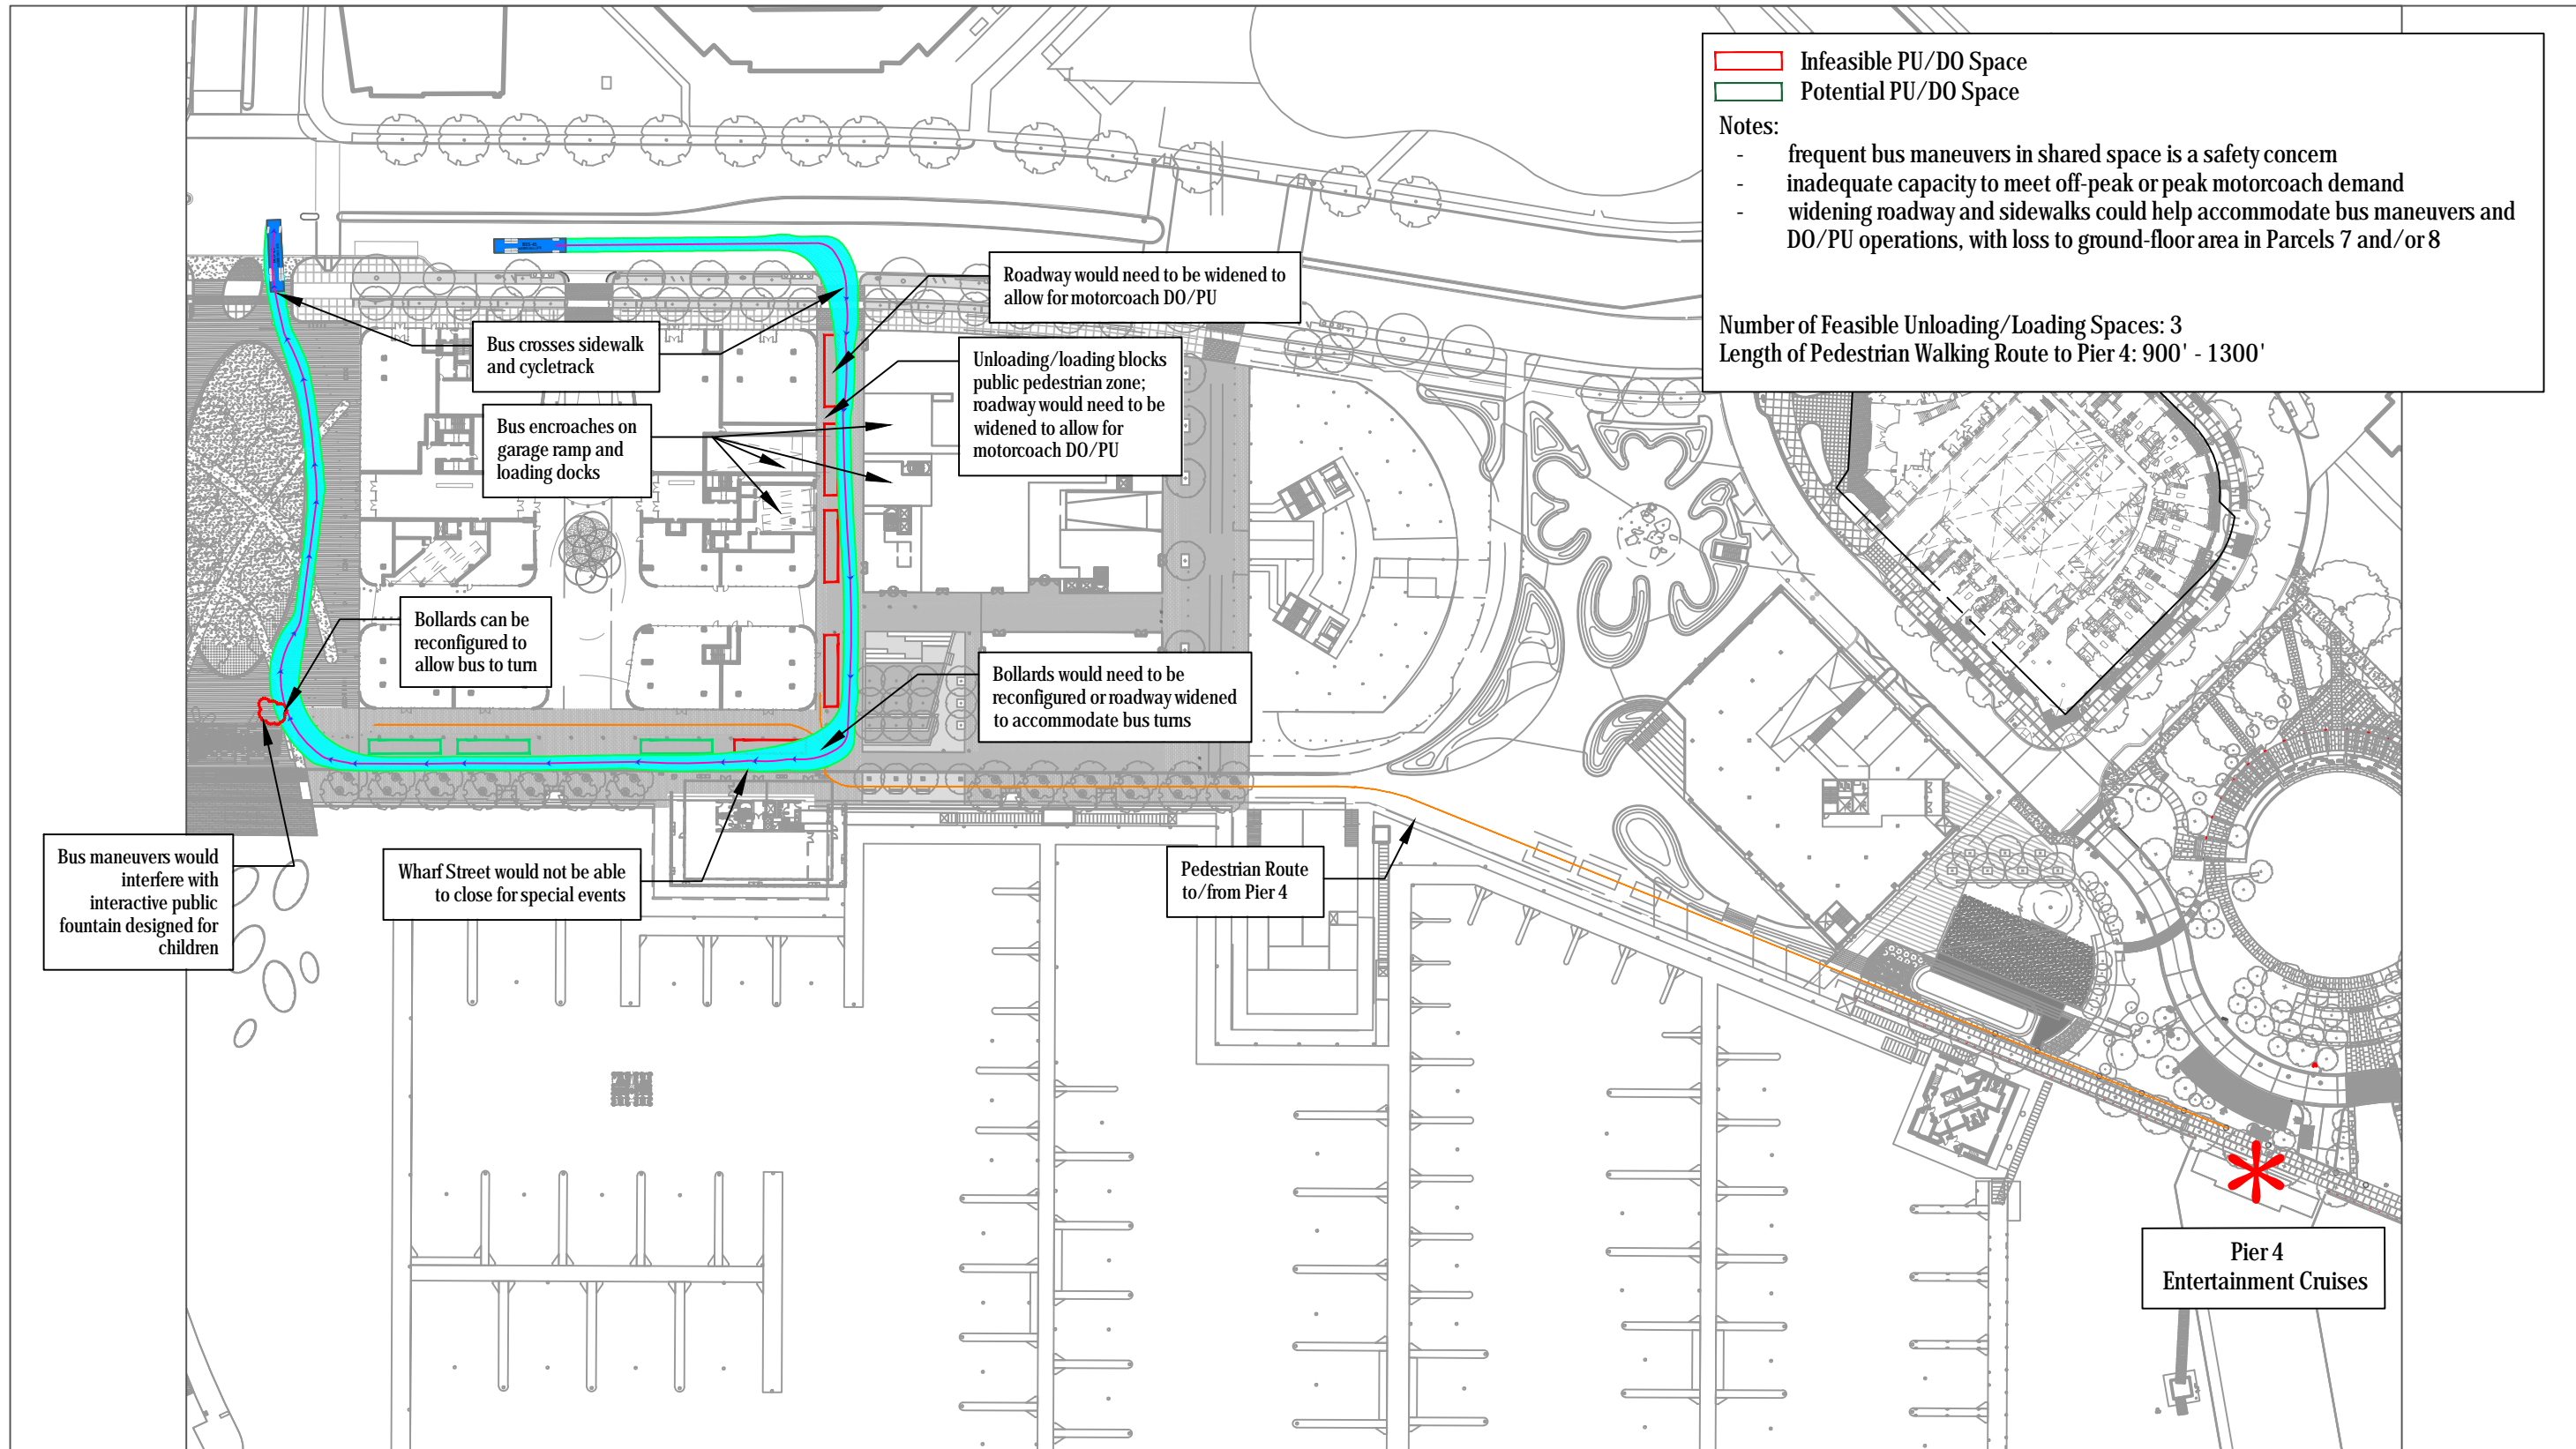 Infeasible PU/DO Space
Potential PU/DO Space
Notes:
- frequent bus maneuvers in shared space is a safety concern
- inadequate capacity to meet off-peak or peak motorcoach demand
- widening roadway and sidewalks could help accommodate bus maneuvers and
DO/PU operations, with loss to ground-floor area in Parcels 7 and/or 8
Number of Feasible Unloading/Loading Spaces: 3
Length of Pedestrian Walking Route to Pier 4: 900' - 1300'
Roadway would need to be widened to
allow for motorcoach DO/PU
Bus crosses sidewalk
and cycletrack
Unloading/loading blocks
public pedestrian zone;
roadway would need to be
widened to allow for
motorcoach DO/PU
Bus encroaches on
garage ramp and
loading docks
Bollards can be
reconfigured to
allow bus to turn
Bollards would need to be
reconfigured or roadway widened
to accommodate bus turns
Bus maneuvers would
interfere with
interactive public
fountain designed for
children
Wharf Street would not be able
to close for special events
Pedestrian Route
to/from Pier 4
Pier 4
Entertainment Cruises